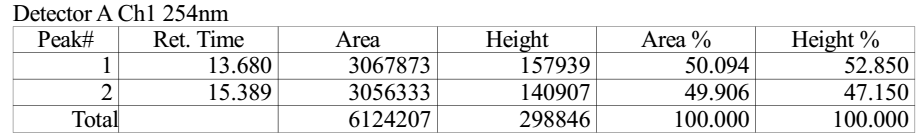 Detector A Ch1 254nm
Peak# Ret. Time Area Height Area % Height %
1 13.680 3067873 157939 50.094 52.850
2 15.389 3056333 140907 49.906 47.150
Total 6124207 298846 100.000 100.000